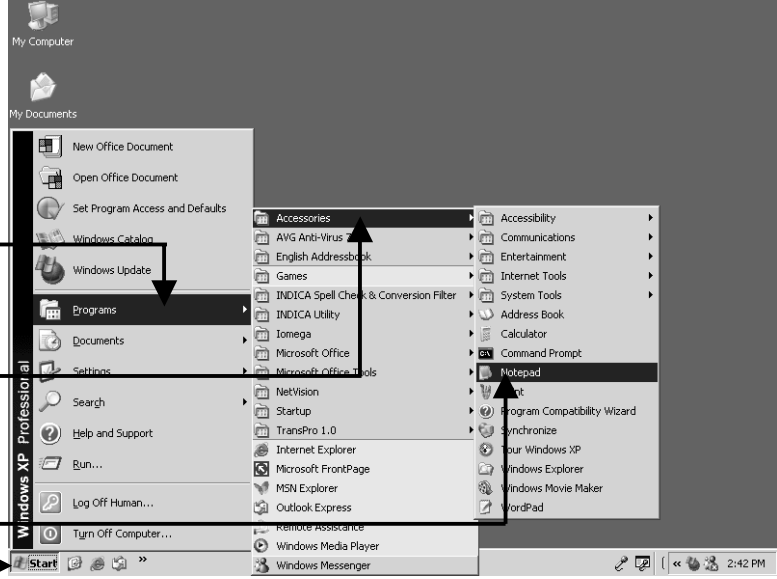 My Computer
My Documents
Windows XP Professional
New Office Document
Open Office Document
Set Program Access and Defaults
Windows Catalog
Windows Update
Programs
Documents
Settings
Search
Help and Support
Run...
Log Off Human...
Turn Off Computer...
Accessories
AVG Anti-Virus 7
English Addressbook
Games
INDICA Spell Check & Conversion Filter
INDICA Utility
Iomega
Microsoft Office
Microsoft Office Tools
NetVision
Startup
TransPro 1.0
Internet Explorer
Microsoft FrontPage
MSN Explorer
Outlook Express
Remote Assistance
Windows Media Player
Windows Messenger
Accessibility
Communications
Entertainment
Internet Tools
System Tools
Address Book
Calculator
Command Prompt
Notepad
Paint
Program Compatibility Wizard
Synchronize
Tour Windows XP
Windows Explorer
Windows Movie Maker
WordPad
Start
»
«
2:42 PM